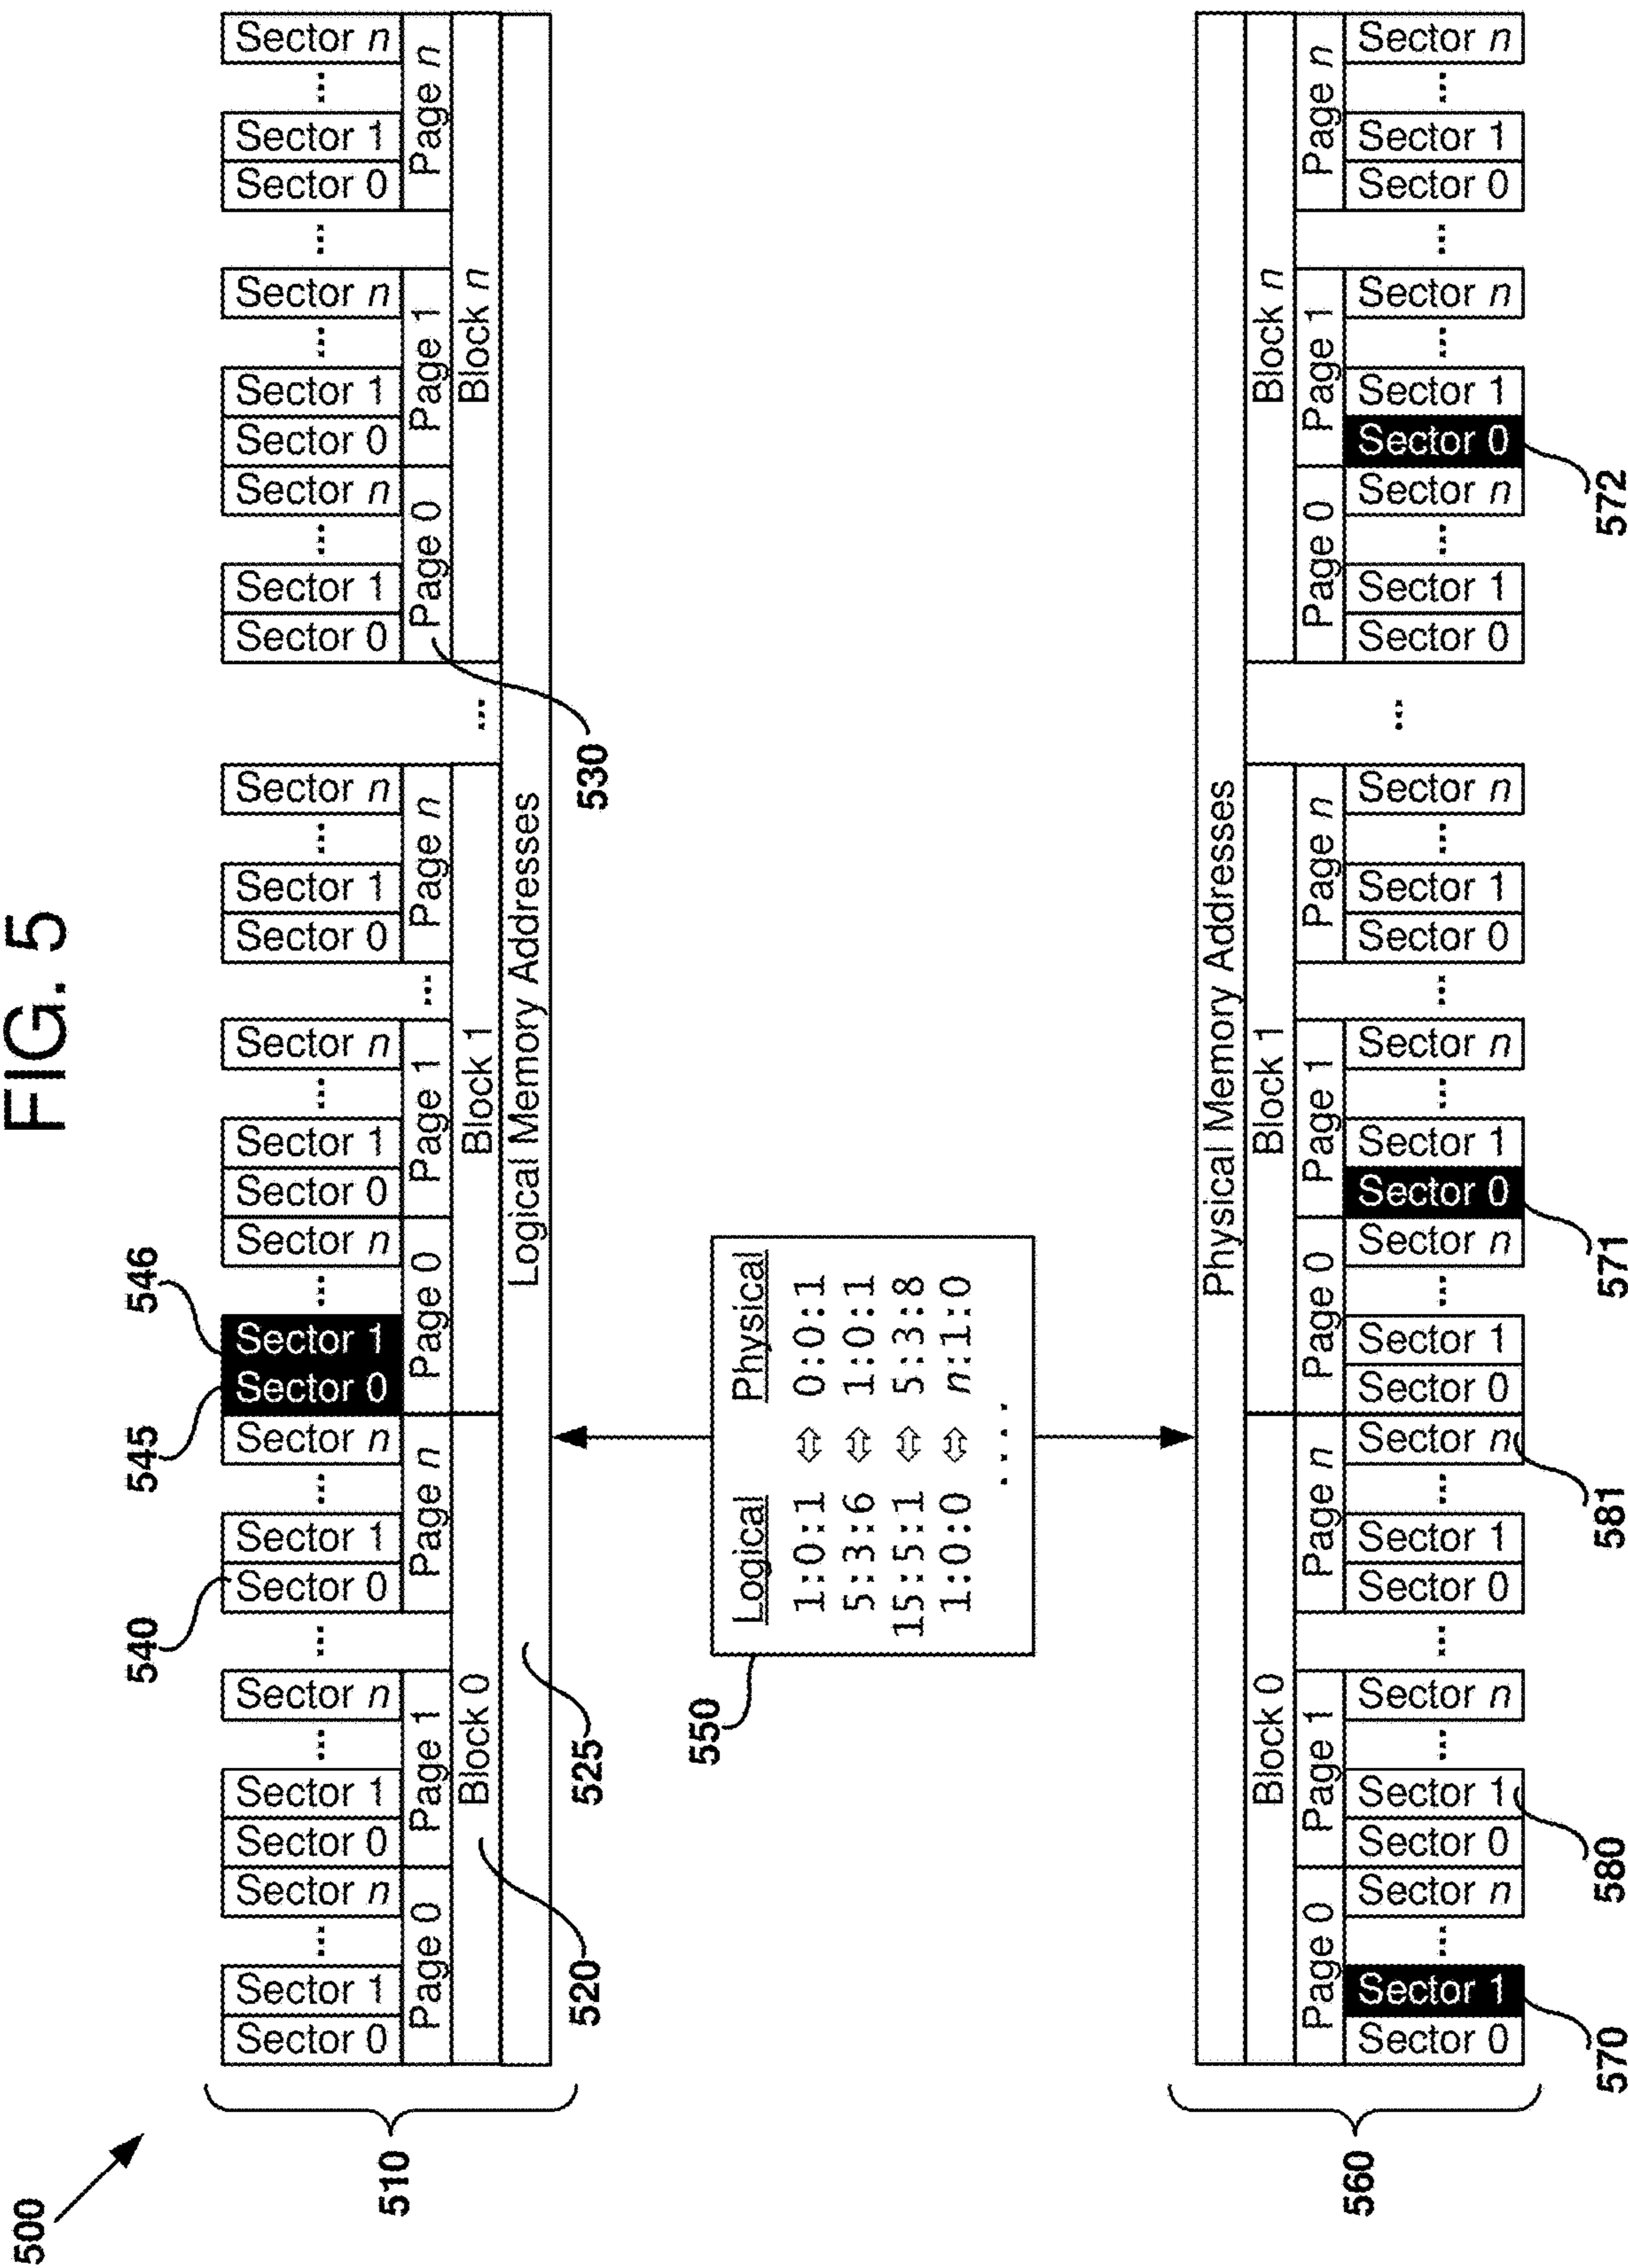 FIG. 5
500
540 545 546
Sector 0 Sector 1 ... Sector n Sector 0 Sector 1 ... Sector n ... Sector 0 Sector 1 ... Sector n Sector 0 Sector 1 ... Sector n Sector 0 Sector 1 ... Sector n Sector 0 Sector 1 ... Sector n Sector 0 Sector 1 ... Sector n Sector 0 Sector 1 ... Sector n ... Sector 0 Sector 1 ... Sector n
510
Page 0 Page 1 Page n Page 0 Page 1 ... Page n Page 0 Page 1 Page n
Block 0 Block 1 ... Block n
Logical Memory Addresses
520 525 530
550
Logical Physical
1:0:1 ⇔ 0:0:1
5:3:6 ⇔ 1:0:1
15:5:1 ⇔ 5:3:8
1:0:0 ⇔ n:1:0
....
Physical Memory Addresses
Block 0 Block 1 Block n
Page 0 Page 1 Page n Page 0 Page 1 Page n Page 0 Page 1 Page n
560
...
Sector 0 Sector 1 ... Sector n Sector 0 Sector 1 ... Sector n ... Sector 0 Sector 1 ... Sector n Sector 0 Sector 1 ... Sector n Sector 0 Sector 1 ... Sector n ... Sector 0 Sector 1 ... Sector n Sector 0 Sector 1 ... Sector n Sector 0 Sector 1 ... Sector n ... Sector 0 Sector 1 ... Sector n
570 580 581 571 572